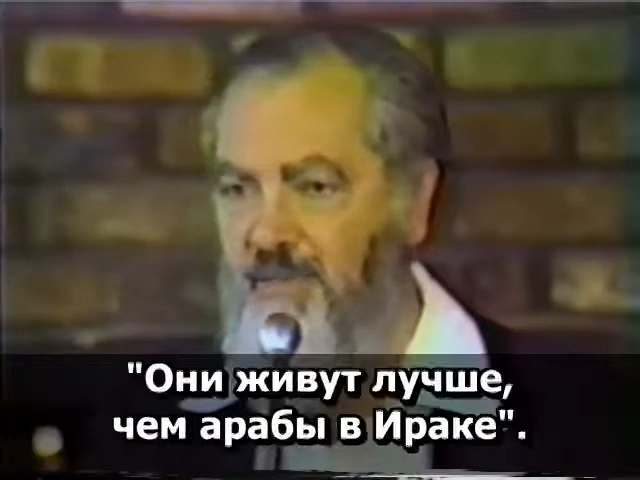 "Они живут лучше,
чем арабы в Ираке".